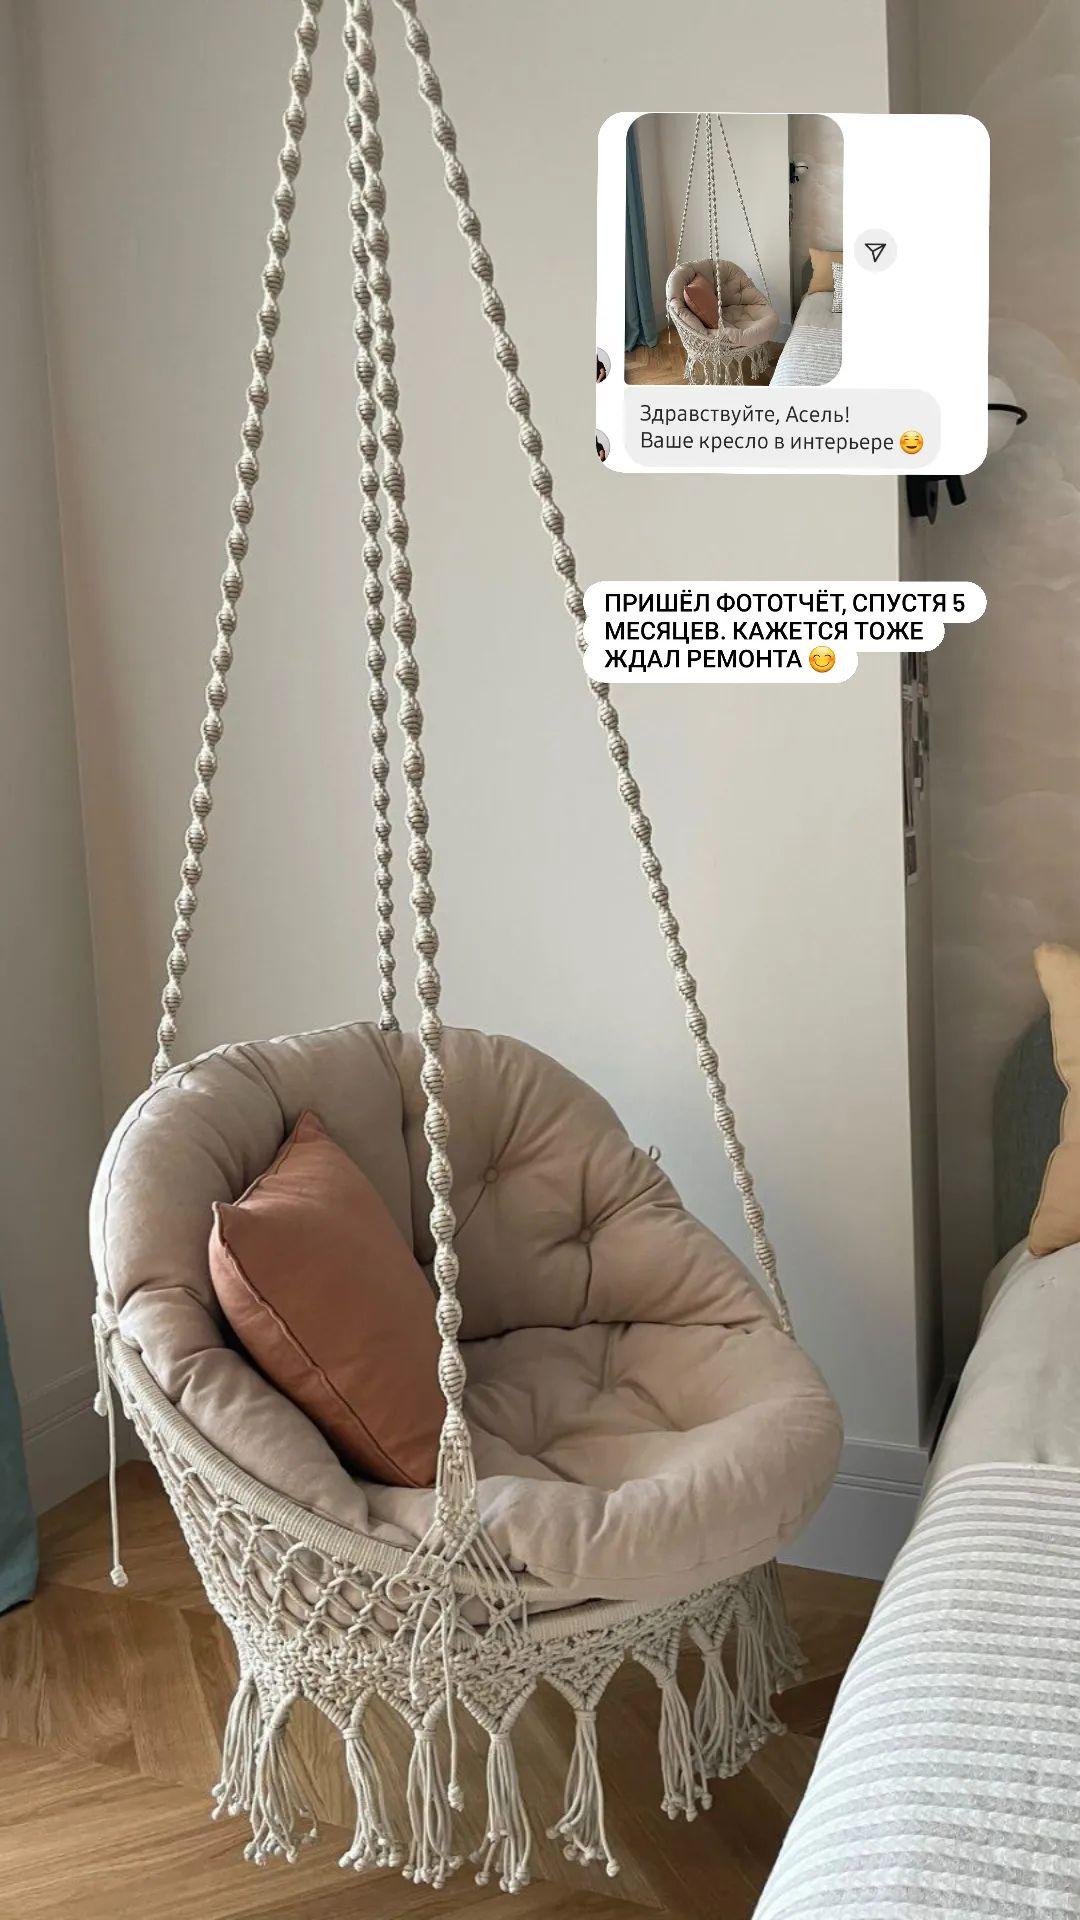 Здравствуйте, Асель!
Ваше кресло в интерьере 😊
ПРИШЁЛ ФОТОТЧЁТ, СПУСТЯ 5
МЕСЯЦЕВ. КАЖЕТСЯ ТОЖЕ
ЖДАЛ РЕМОНТА 😊